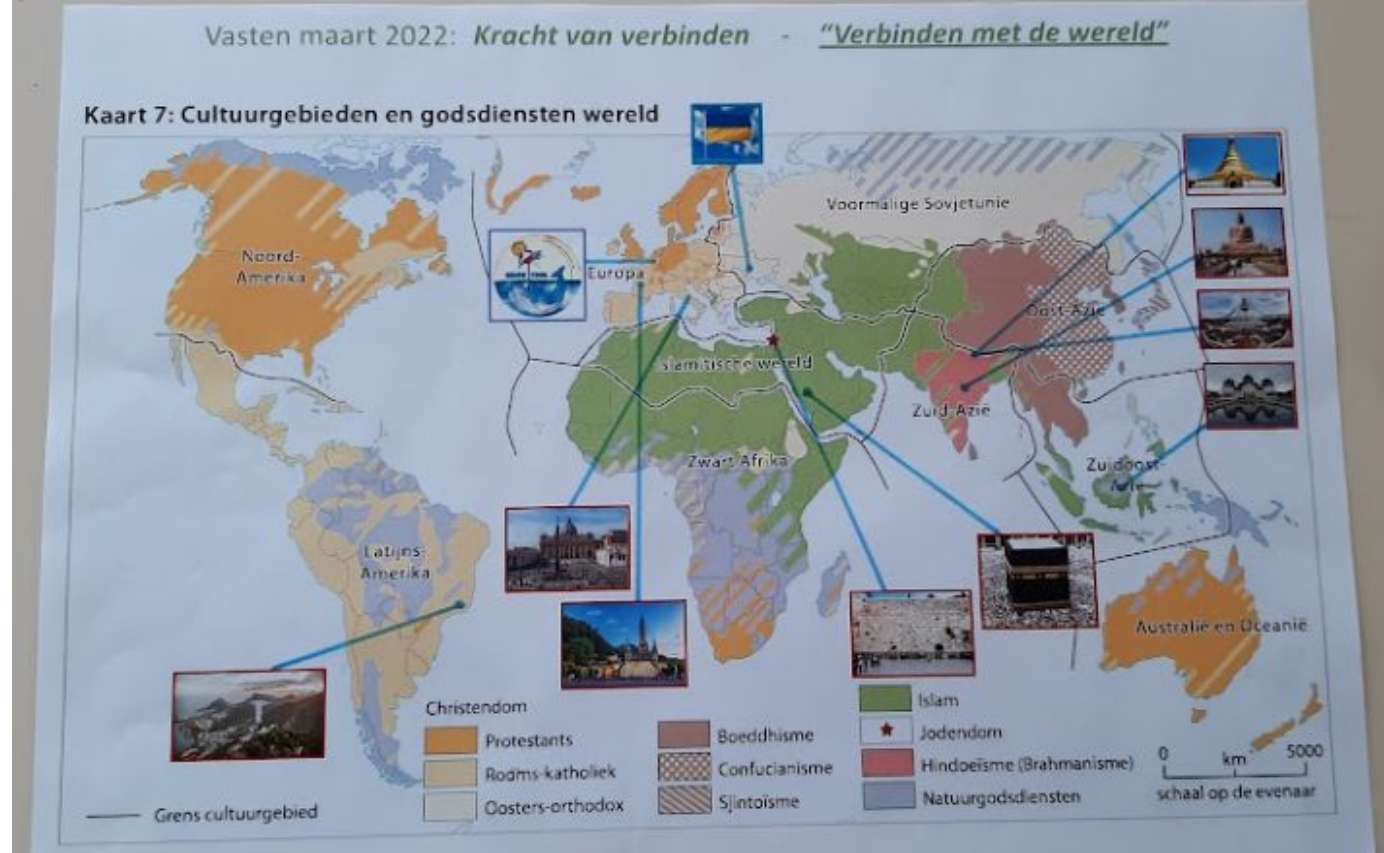 Vasten maart 2022: Kracht van verbinden - "Verbinden met de wereld"
Kaart 7: Cultuurgebieden en godsdiensten wereld
Voormalige Sovjetunie
Noord-
Amerika
Europa
Oost-Azië
Islamitische wereld
Zuid-Azië
Zwart Afrika
Zuidoost-
Azië
Latijns-
Amerika
Australië en Oceanië
Christendom
Protestants
Rooms-katholiek
Oosters-orthodox
Boeddhisme
Confucianisme
Sjintoïsme
Islam
Jodendom
Hindoeïsme (Brahmanisme)
Natuurgodsdiensten
Grens cultuurgebied
0 km 5000
schaal op de evenaar